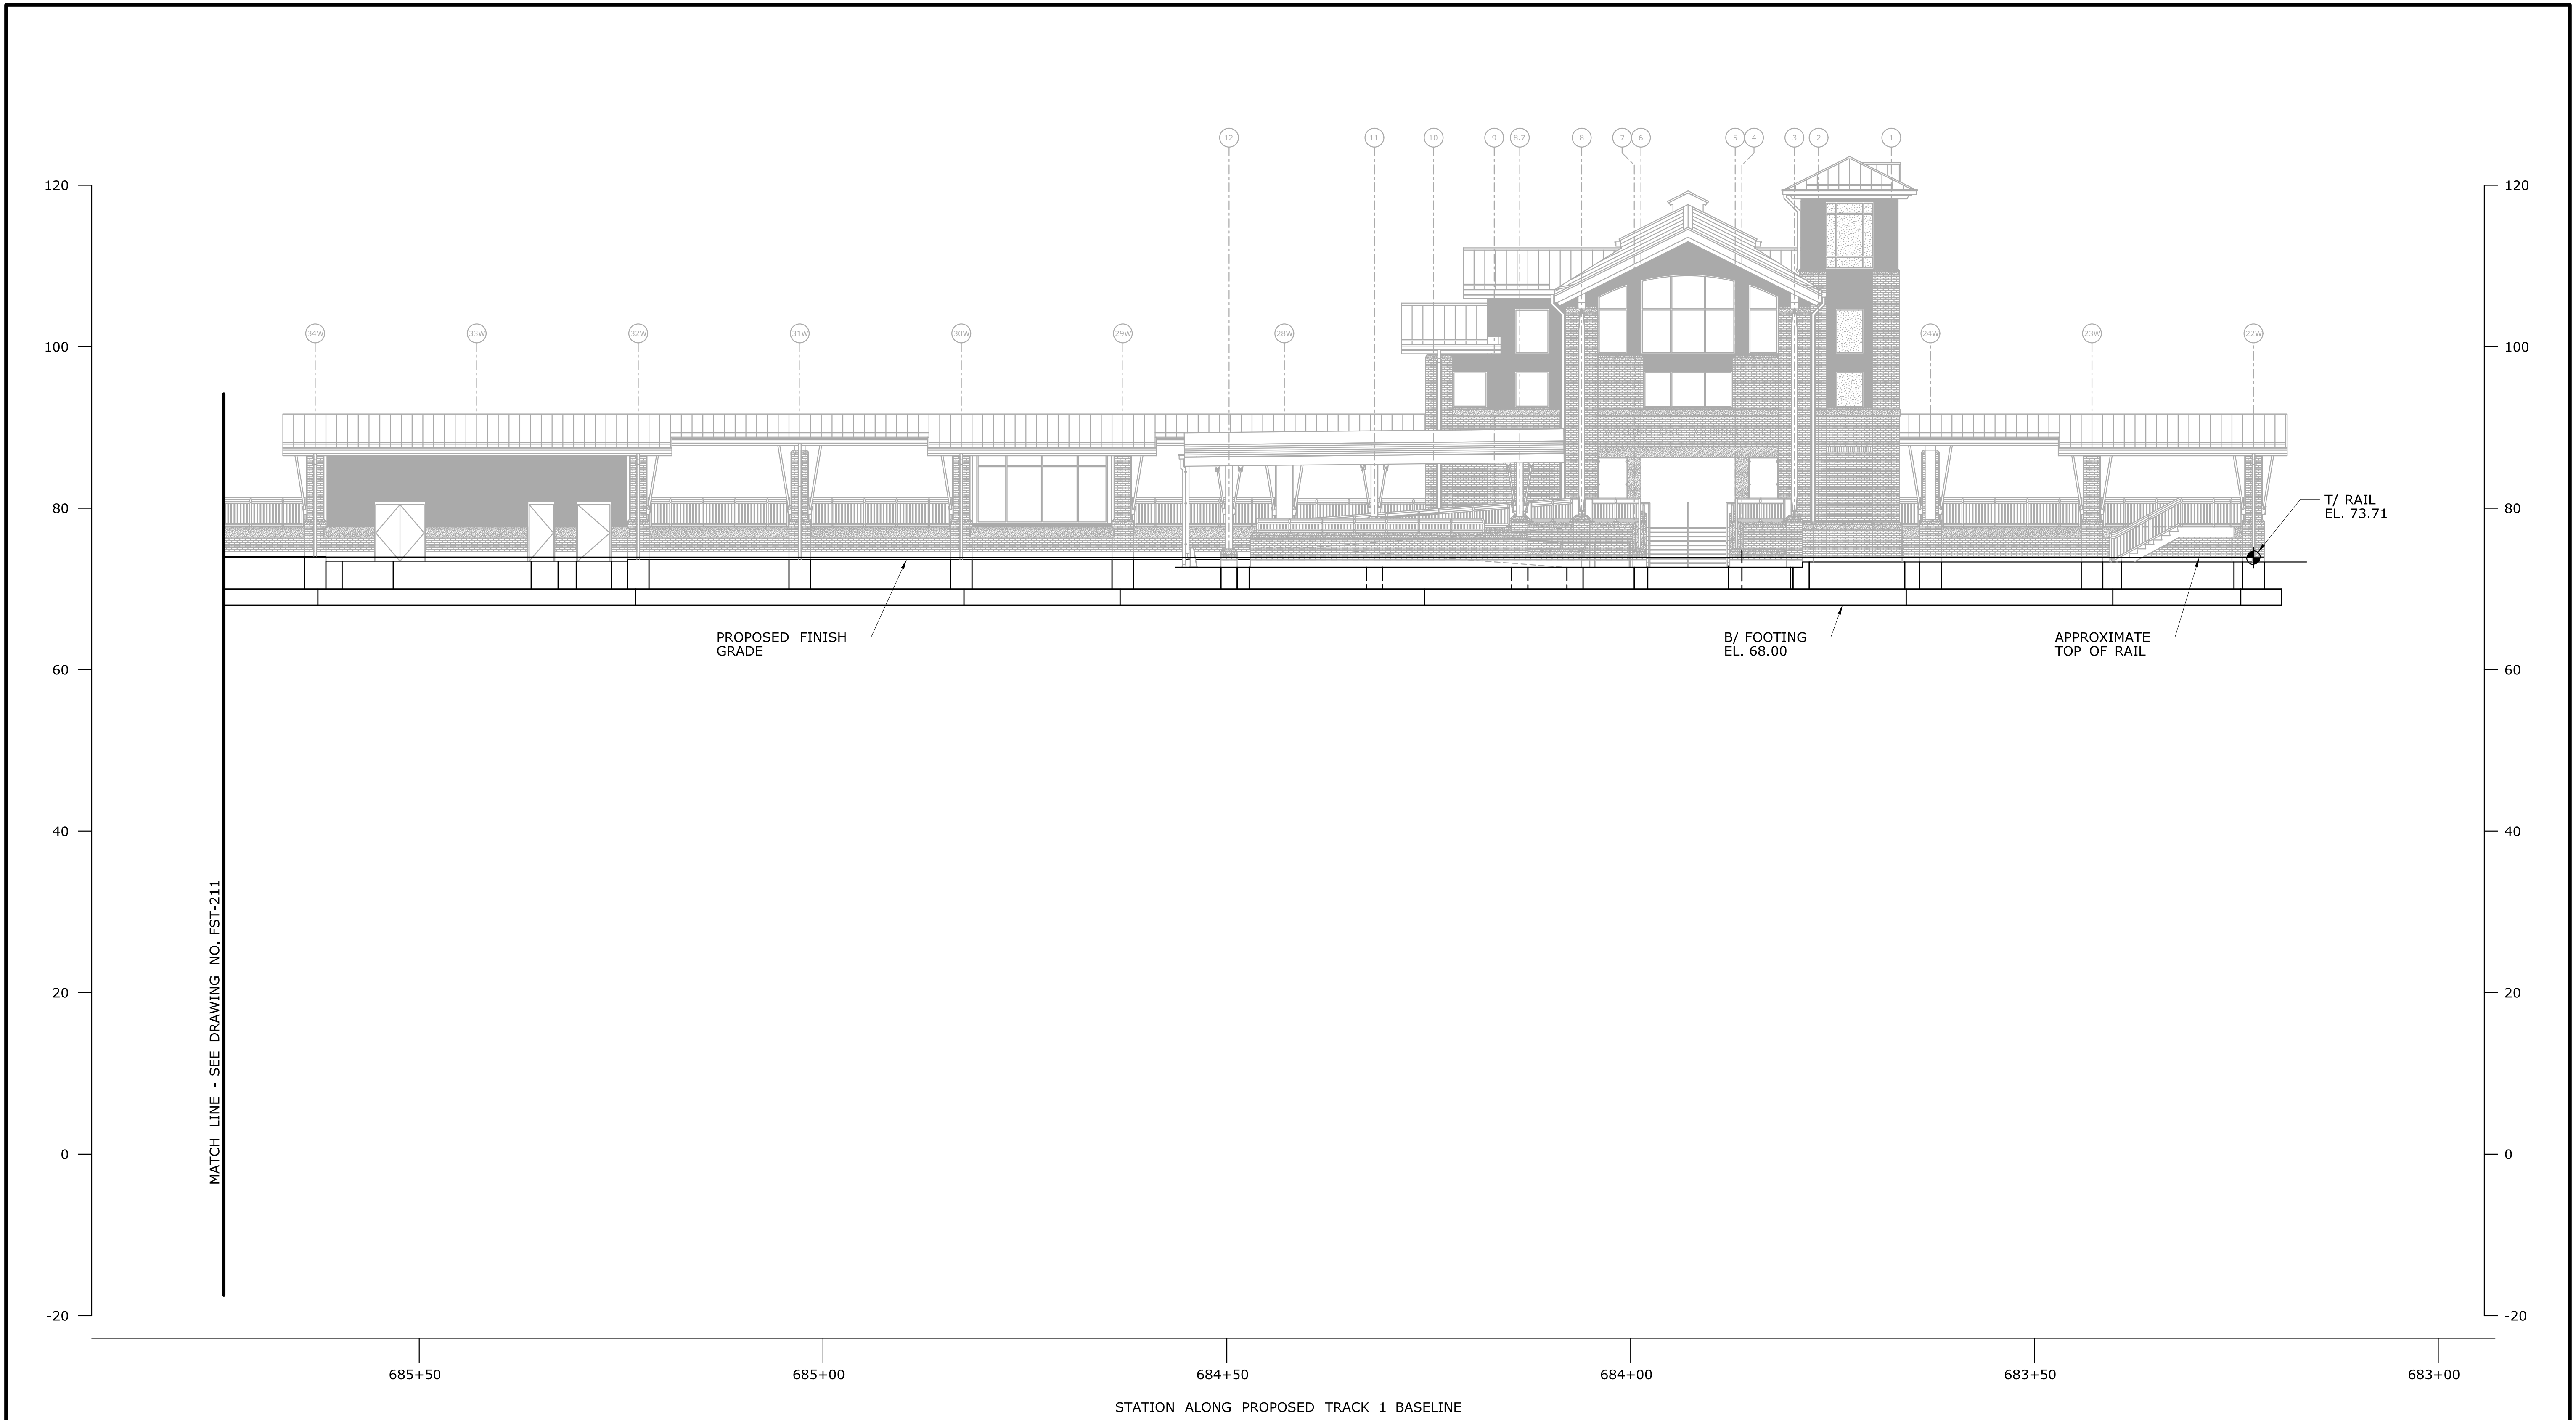 12
11
10
9
8.7
8
7
6
5
4
3
2
1
120
120
34W
33W
32W
31W
30W
29W
28W
24W
23W
22W
100
100
80
80
T/ RAIL
EL. 73.71
PROPOSED FINISH
GRADE
B/ FOOTING
EL. 68.00
APPROXIMATE
TOP OF RAIL
60
60
40
40
20
20
MATCH LINE - SEE DRAWING NO. FST-211
0
0
-20
-20
685+50
685+00
684+50
684+00
683+50
683+00
STATION ALONG PROPOSED TRACK 1 BASELINE